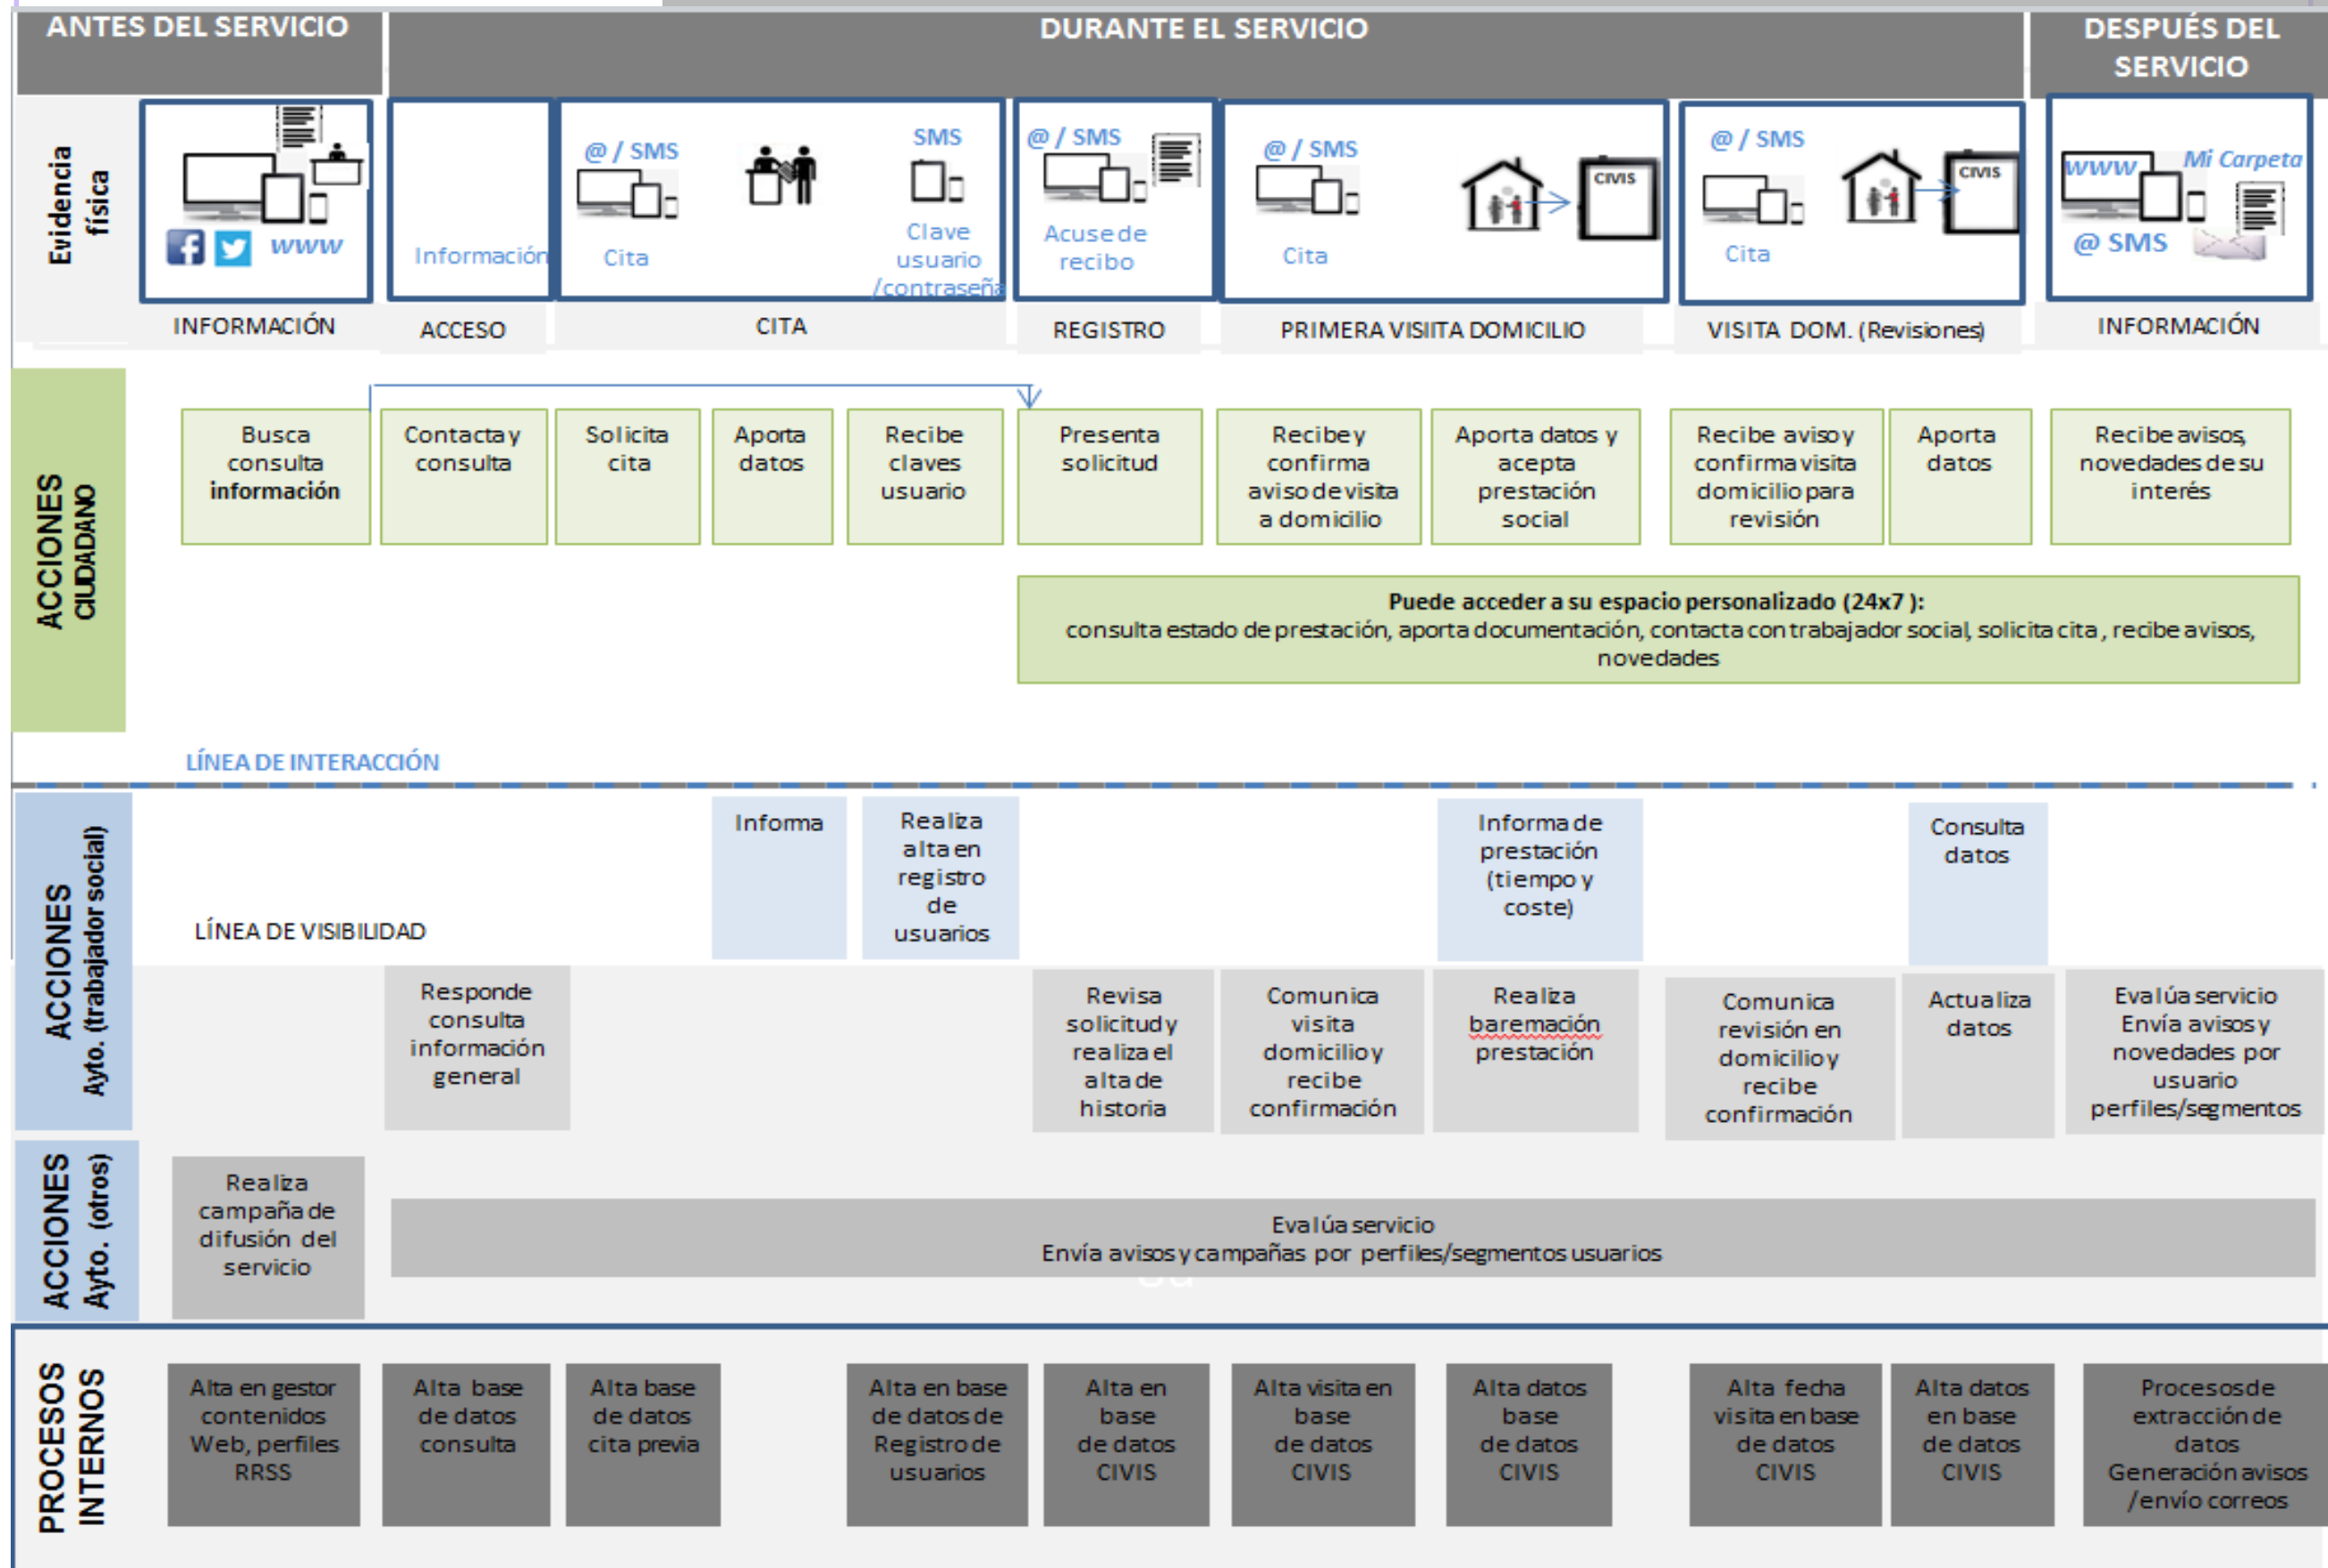 ANTES DEL SERVICIO
DURANTE EL SERVICIO
DESPUÉS DEL
SERVICIO
Evidencia
física
www
@ / SMS
SMS
@ / SMS
@ / SMS
CIVIS
@ / SMS
CIVIS
www
Mi Carpeta
@ SMS
Información
Cita
Clave
usuario
/contraseña
Acuse de
recibo
Cita
Cita
INFORMACIÓN
ACCESO
CITA
REGISTRO
PRIMERA VISIITA DOMICILIO
VISITA DOM. (Revisiones)
INFORMACIÓN
ACCIONES
CIUDADANO
Busca
consulta
información
Contacta y
consulta
Solicita
cita
Aporta
datos
Recibe
claves
usuario
Presenta
solicitud
Recibe y
confirma
aviso de visita
a domicilio
Aporta datos y
acepta
prestación
social
Recibe aviso y
confirma visita
domicilio para
revisión
Aporta
datos
Recibe avisos,
novedades de su
interés
Puede acceder a su espacio personalizado (24x7 ):
consulta estado de prestación, aporta documentación, contacta con trabajador social, solicita cita , recibe avisos,
novedades
LÍNEA DE INTERACCIÓN
ACCIONES
Ayto. (trabajador social)
Informa
Realiza
alta en
registro
de
usuarios
Informa de
prestación
(tiempo y
coste)
Consulta
datos
LÍNEA DE VISIBILIDAD
Responde
consulta
información
general
Revisa
solicitud y
realiza el
alta de
historia
Comunica
visita
domicilio y
recibe
confirmación
Realiza
baremación
prestación
Comunica
revisión en
domicilio y
recibe
confirmación
Actualiza
datos
Evalúa servicio
Envía avisos y
novedades por
usuario
perfiles/segmentos
ACCIONES
Ayto. (otros)
Realiza
campaña de
difusión del
servicio
Evalúa servicio
Envía avisos y campañas por perfiles/segmentos usuarios
PROCESOS
INTERNOS
Alta en gestor
contenidos
Web, perfiles
RRSS
Alta base
de datos
consulta
Alta base
de datos
cita previa
Alta en base
de datos de
Registro de
usuarios
Alta en
base
de datos
CIVIS
Alta visita en
base
de datos
CIVIS
Alta datos
base
de datos
CIVIS
Alta fecha
visita en base
de datos
CIVIS
Alta datos
en base
de datos
CIVIS
Procesos de
extracción de
datos
Generación avisos
/envío correos